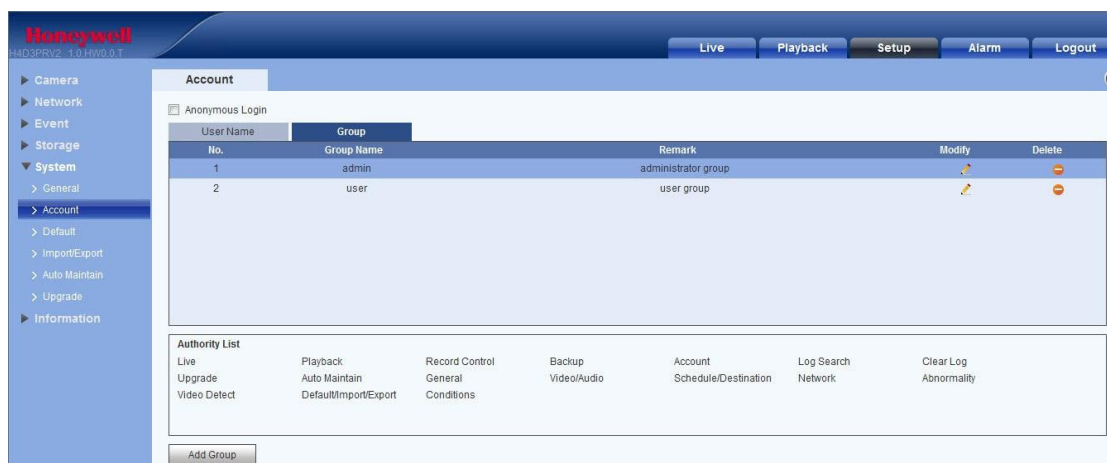 Honeywell
H4D3PRV2 1.0.HW0.0.T
Live Playback Setup Alarm Logout
Camera
Network
Event
Storage
System
> General
> Account
> Default
> Import/Export
> Auto Maintain
> Upgrade
Information
Account
Anonymous Login
User Name Group
No. Group Name Remark Modify Delete
1 admin administrator group
2 user user group
Authority List
Live Playback Record Control Backup Account Log Search Clear Log
Upgrade Auto Maintain General Video/Audio Schedule/Destination Network Abnormality
Video Detect Default/Import/Export Conditions
Add Group